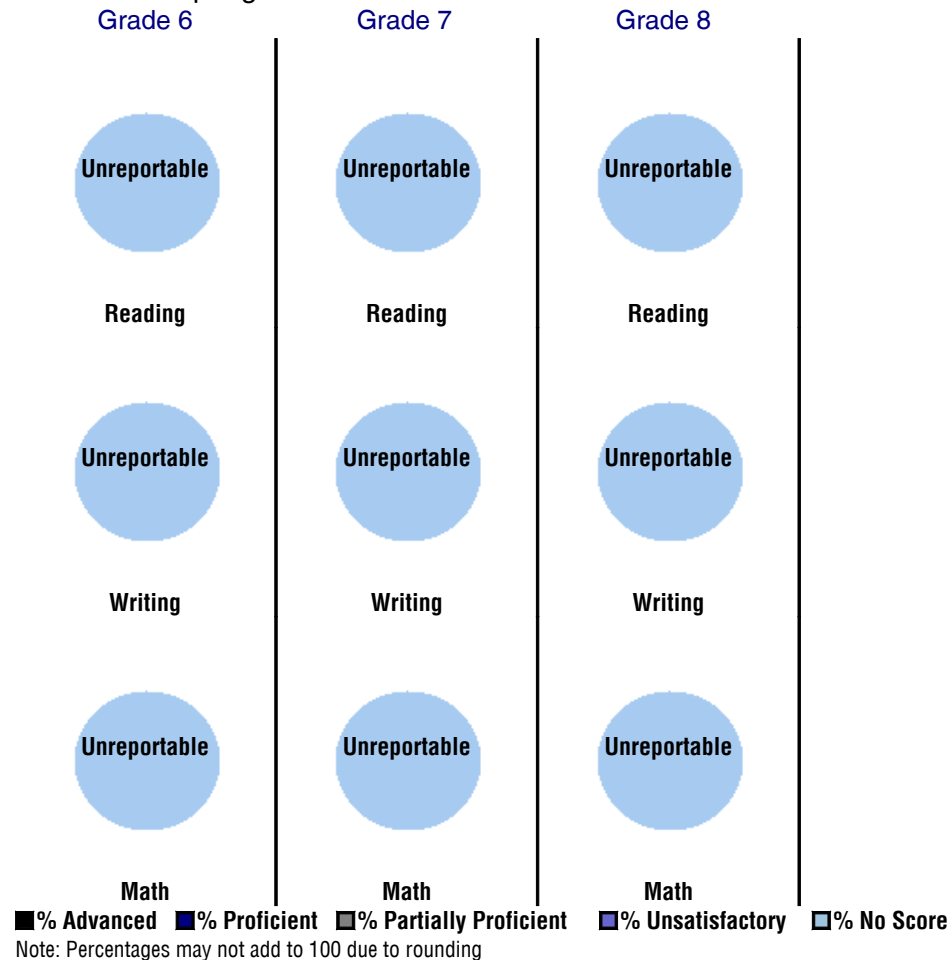 Grade 6 Grade 7 Grade 8
Unreportable Unreportable Unreportable
Reading Reading Reading
Unreportable Unreportable Unreportable
Writing Writing Writing
Unreportable Unreportable Unreportable
Math Math Math
% Advanced % Proficient % Partially Proficient % Unsatisfactory % No Score
Note: Percentages may not add to 100 due to rounding